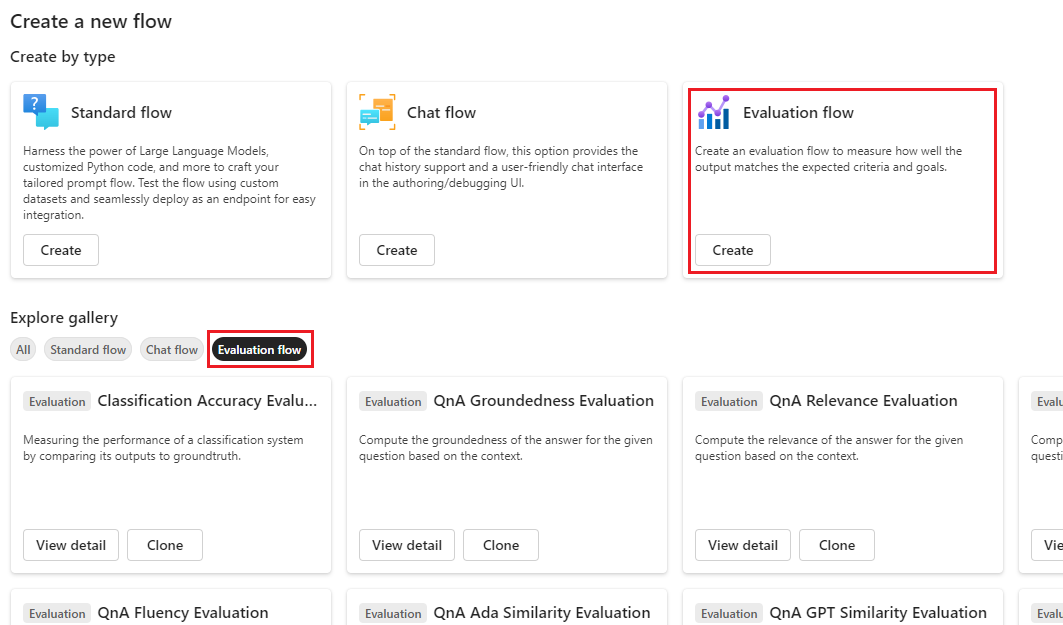 Create a new flow
Create by type
?
Standard flow
Harness the power of Large Language Models,
customized Python code, and more to craft your
tailored prompt flow. Test the flow using custom
datasets and seamlessly deploy as an endpoint for easy
integration.
Create
Chat flow
On top of the standard flow, this option provides the
chat history support and a user-friendly chat interface
in the authoring/debugging UI.
Create
Evaluation flow
Create an evaluation flow to measure how well the
output matches the expected criteria and goals.
Create
Explore gallery
All Standard flow Chat flow Evaluation flow
Evaluation Classification Accuracy Evalu...
Measuring the performance of a classification system
by comparing its outputs to groundtruth.
View detail Clone
Evaluation QnA Groundedness Evaluation
Compute the groundedness of the answer for the given
question based on the context.
View detail Clone
Evaluation QnA Relevance Evaluation
Compute the relevance of the answer for the given
question based on the context.
View detail Clone
Evaluation QnA Fluency Evaluation
Evaluation QnA Ada Similarity Evaluation
Evaluation QnA GPT Similarity Evaluation